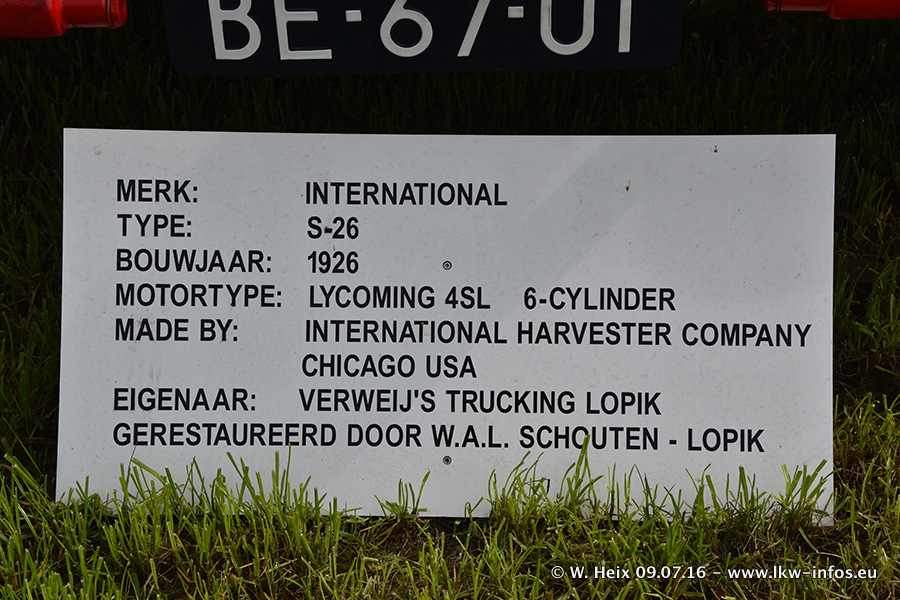 BE-67-01
MERK: INTERNATIONAL
TYPE: S-26
BOUWJAAR: 1926
MOTORTYPE: LYCOMING 4SL 6-CYLINDER
MADE BY: INTERNATIONAL HARVESTER COMPANY
CHICAGO USA
EIGENAAR: VERWEIJ'S TRUCKING LOPIK
GERESTAUREERD DOOR W.A.L. SCHOUTEN - LOPIK
© W. Heix 09.07.16 - www.lkw-infos.eu